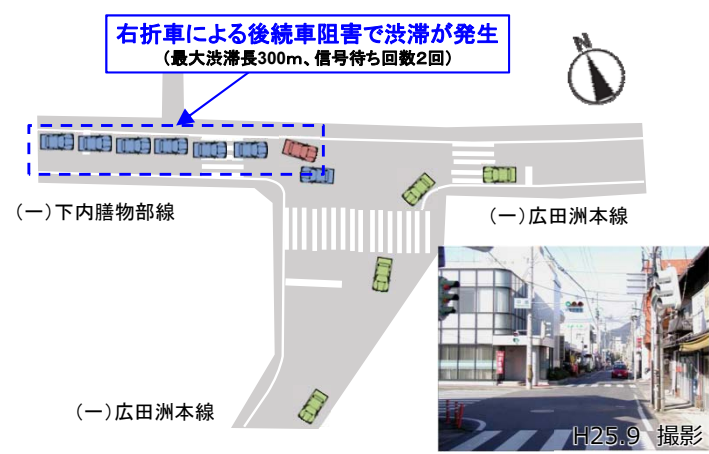 右折車による後続車阻害で渋滞が発生
(最大渋滞長300m、信号待ち回数2回)
N
(一)下内膳物部線
(一)広田洲本線
(一)広田洲本線
H25.9 撮影